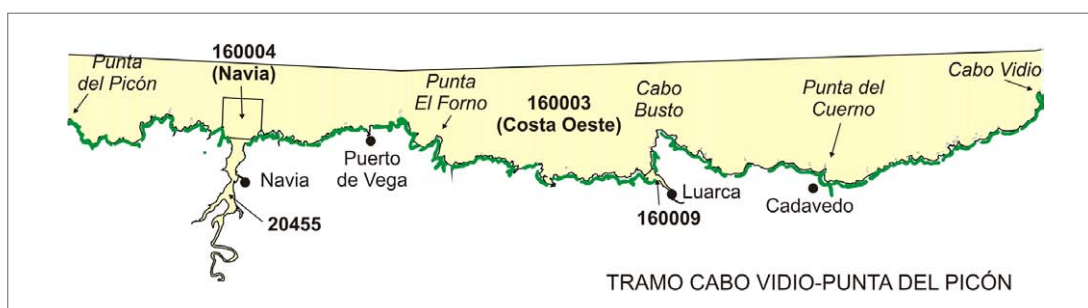 Punta
del Picón
160004
(Navia)
Punta
El Forno
160003
(Costa Oeste)
Cabo
Busto
Punta del
Cuerno
Cabo Vidio
Puerto
de Vega
Navia
20455
Luarca
160009
Cadavedo
TRAMO CABO VIDIO-PUNTA DEL PICÓN